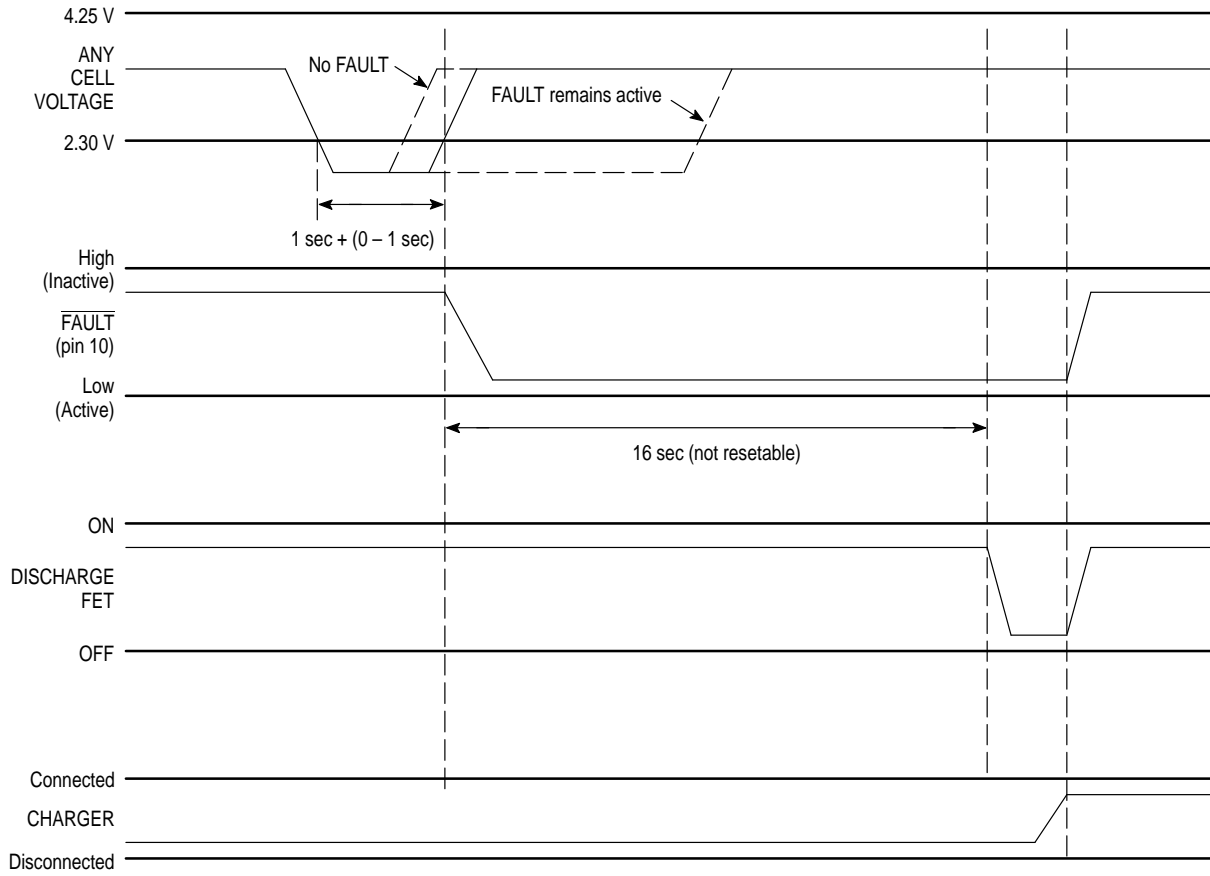 4.25 V
ANY
CELL
VOLTAGE
No FAULT
FAULT remains active
2.30 V
1 sec + (0 – 1 sec)
High
(Inactive)
FAULT
(pin 10)
Low
(Active)
16 sec (not resetable)
ON
DISCHARGE
FET
OFF
Connected
CHARGER
Disconnected